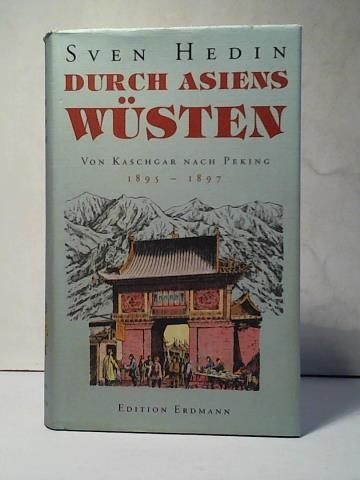 SVEN HEDIN
DURCH ASIENS
WÜSTEN
VON KASCHGAR NACH PEKING
1895 – 1897
EDITION ERDMANN